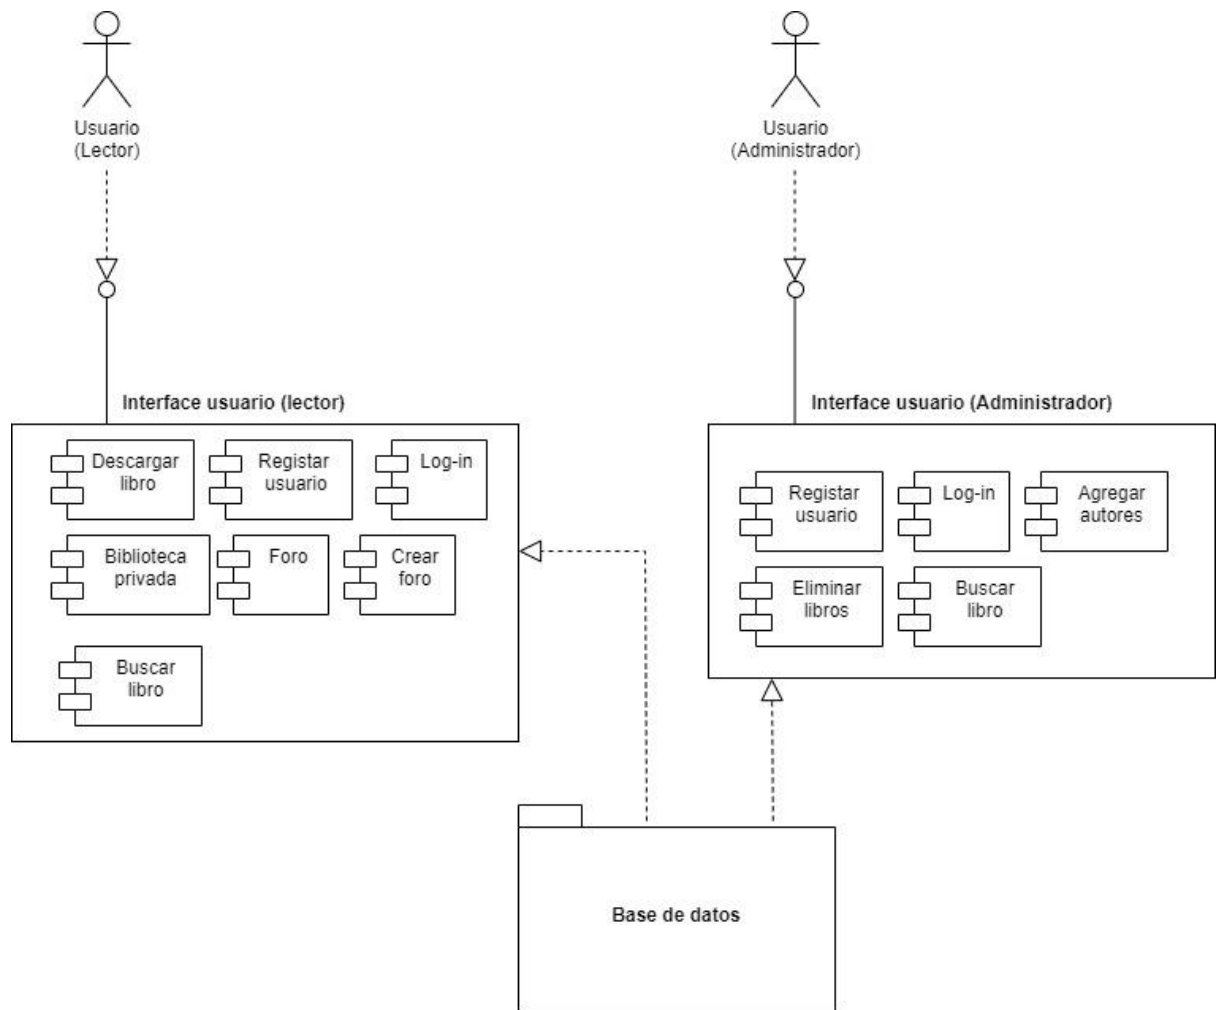 Usuario
(Lector)
Usuario
(Administrador)
Interface usuario (lector)
Descargar
libro
Registar
usuario
Log-in
Biblioteca
privada
Foro
Crear
foro
Buscar
libro
Interface usuario (Administrador)
Registar
usuario
Log-in
Agregar
autores
Eliminar
libros
Buscar
libro
Base de datos